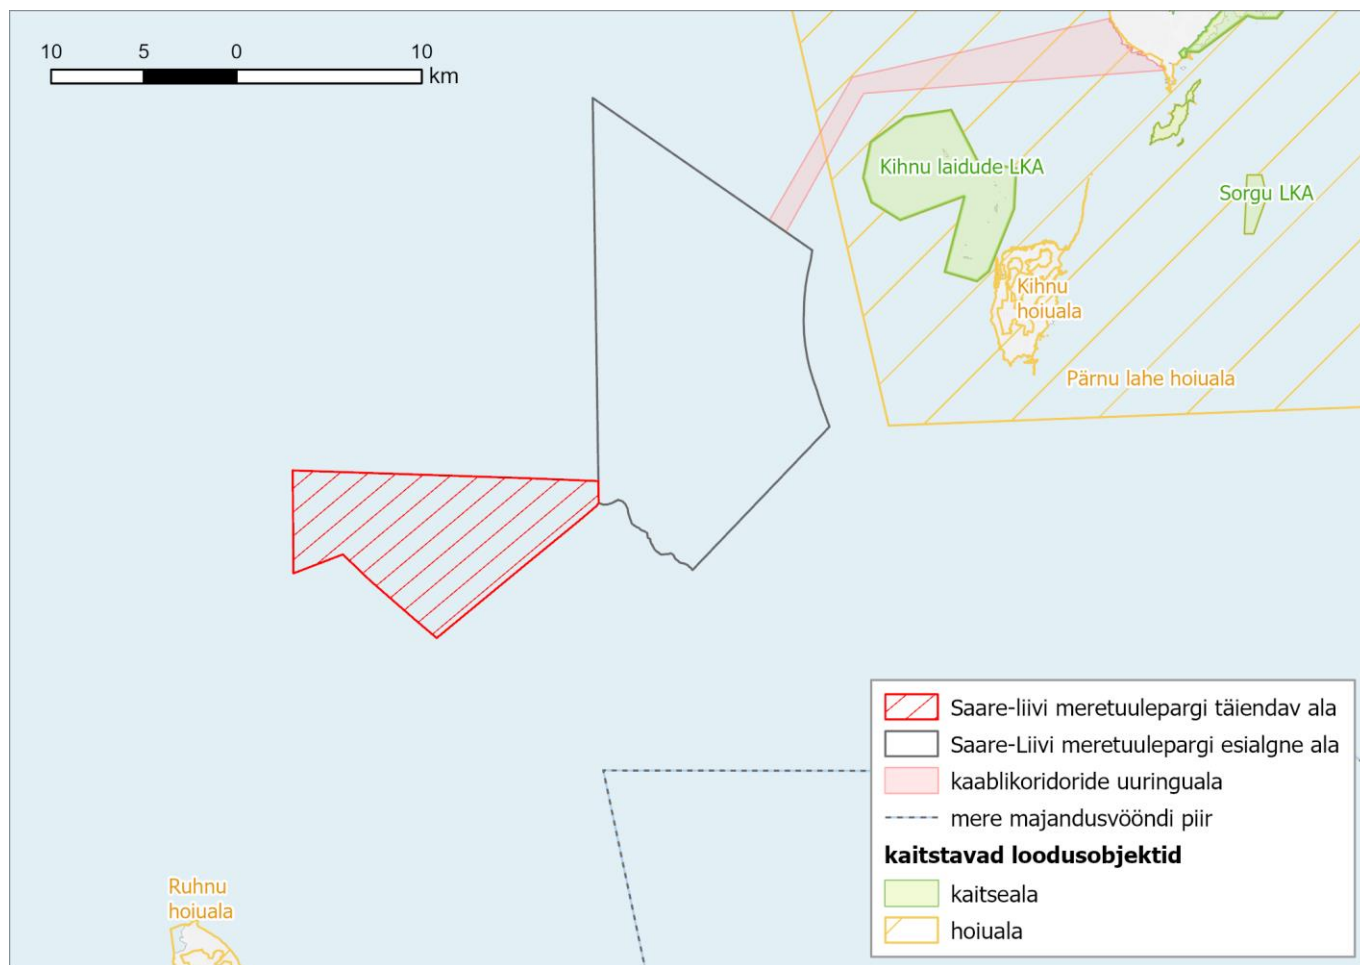 10 5 0 10
km
Kihnu laidude LKA
Sorgu LKA
Kihnu
hoiuala
Pärnu lahe hoiuala
Saare-liivi meretuulepargi täiendav ala
Saare-Liivi meretuulepargi esialgne ala
kaablikoridoride uuringuala
mere majandusvööndi piir
kaitstavad loodusobjektid
kaitseala
hoiuala
Ruhnu
hoiuala